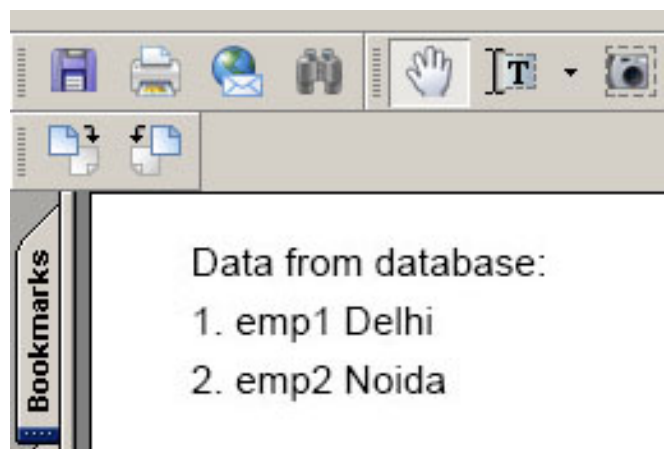 T
Bookmarks
Data from database:
1. emp1 Delhi
2. emp2 Noida